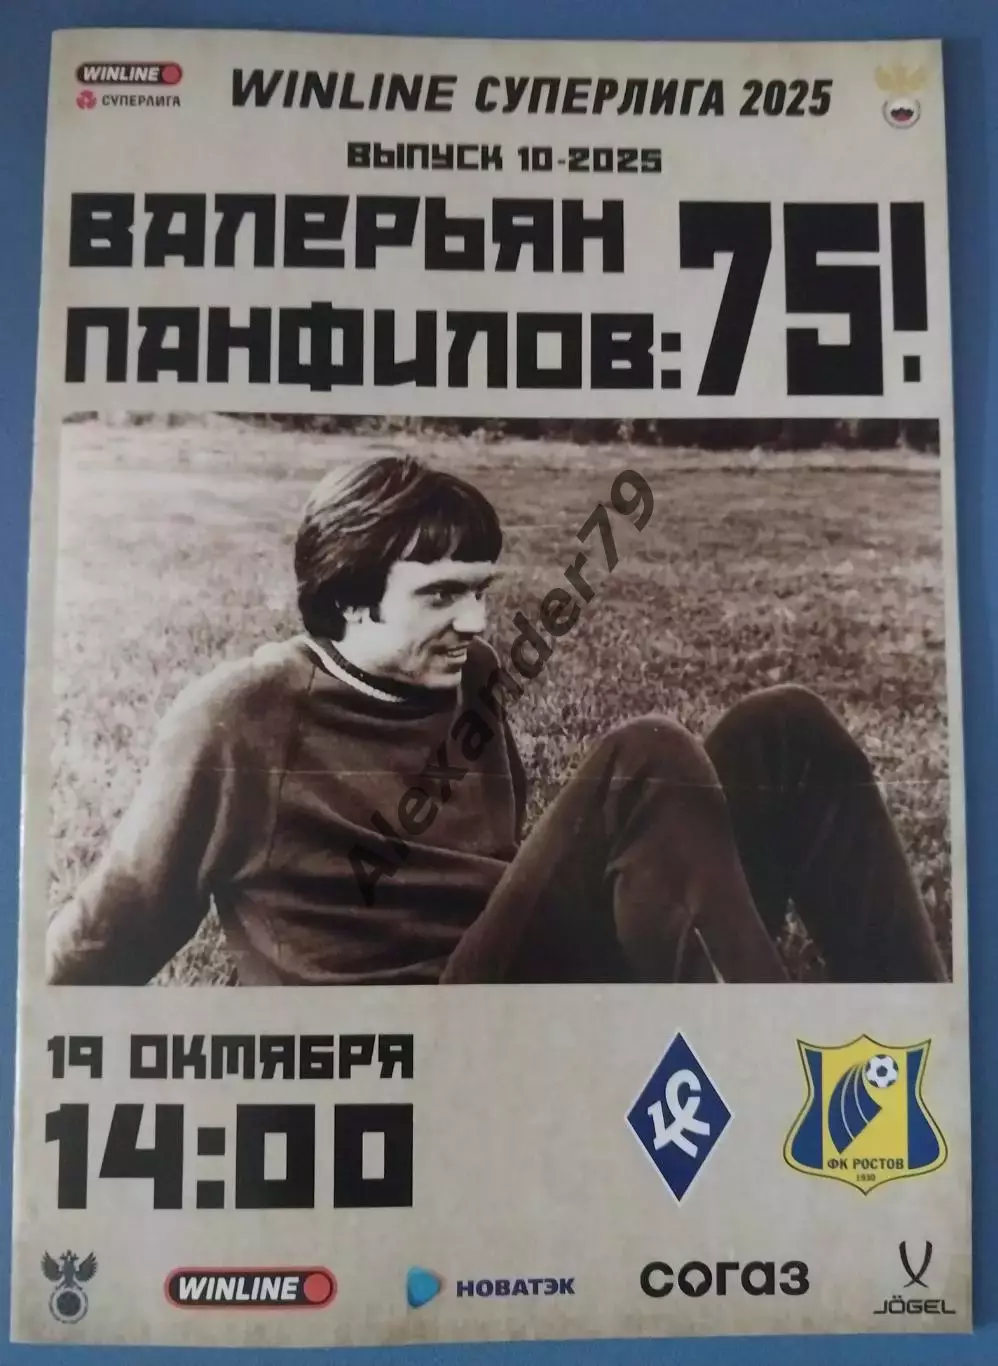 WINLINE
СУПЕРЛИГА
WINLINE СУПЕРЛИГА 2025
ВЫПУСК 10-2025
ВАЛЕРЬЯН
ПАНФИЛОВ: 75!
Alexander79
19 ОКТЯБРЯ
14:00
КС
ФК РОСТОВ
1930
WINLINE
НОВАТЭК
СОГАЗ
JÖGEL